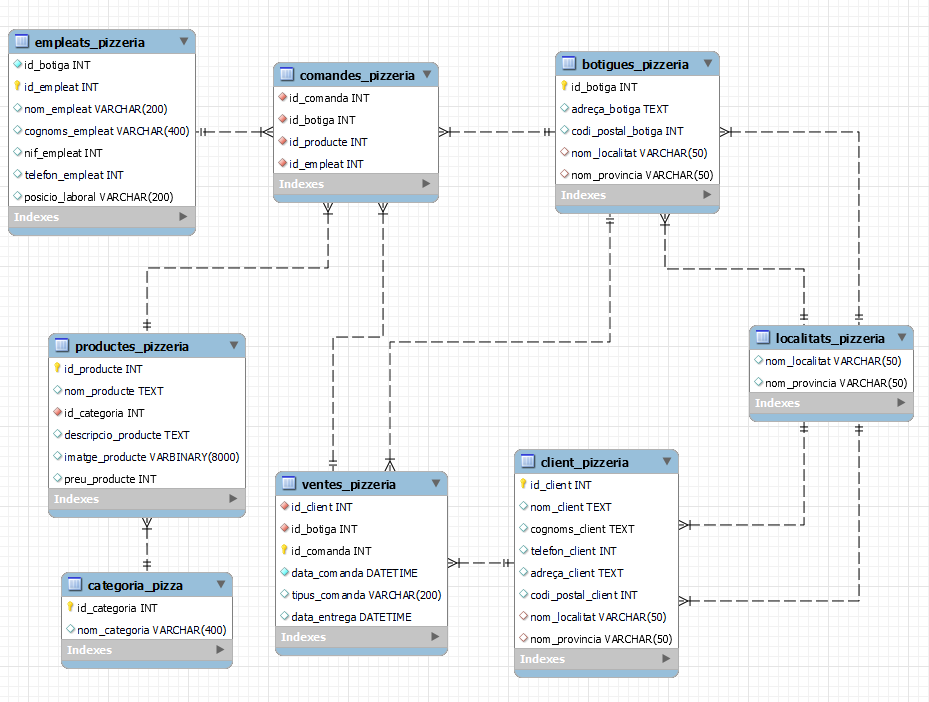 empleats_pizzeria
id_botiga INT
id_empleat INT
nom_empleat VARCHAR(200)
cognoms_empleat VARCHAR(400)
nif_empleat INT
telefon_empleat INT
posicio_laboral VARCHAR(200)
Indexes
comandes_pizzeria
id_comanda INT
id_botiga INT
id_producte INT
id_empleat INT
Indexes
botigues_pizzeria
id_botiga INT
adreça_botiga TEXT
codi_postal_botiga INT
nom_localitat VARCHAR(50)
nom_provincia VARCHAR(50)
Indexes
productes_pizzeria
id_producte INT
nom_producte TEXT
id_categoria INT
descripcio_producte TEXT
imatge_producte VARBINARY(8000)
preu_producte INT
Indexes
localitats_pizzeria
nom_localitat VARCHAR(50)
nom_provincia VARCHAR(50)
Indexes
ventes_pizzeria
id_client INT
id_botiga INT
id_comanda INT
data_comanda DATETIME
tipus_comanda VARCHAR(200)
data_entrega DATETIME
Indexes
client_pizzeria
id_client INT
nom_client TEXT
cognoms_client TEXT
telefon_client INT
adreça_client TEXT
codi_postal_client INT
nom_localitat VARCHAR(50)
nom_provincia VARCHAR(50)
Indexes
categoria_pizza
id_categoria INT
nom_categoria VARCHAR(400)
Indexes